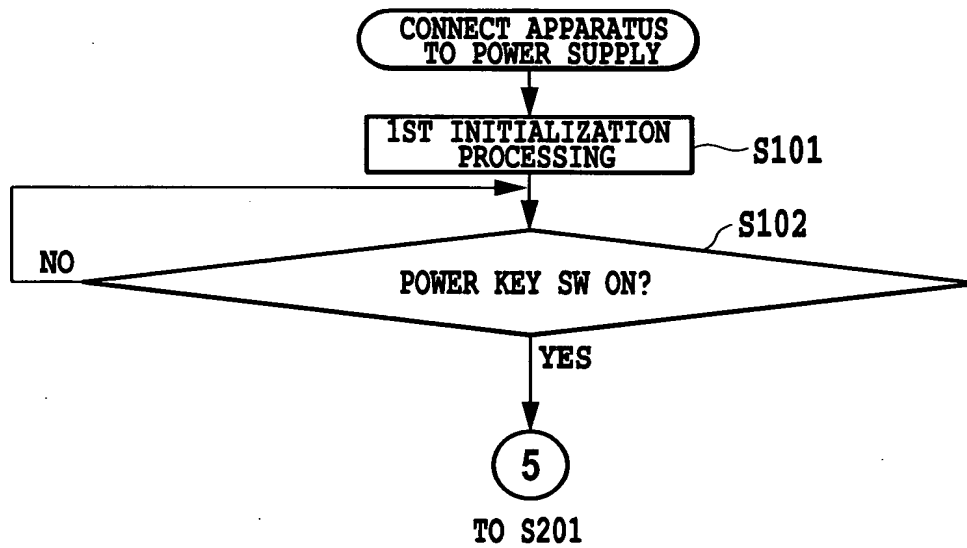 CONNECT APPARATUS
TO POWER SUPPLY
1ST INITIALIZATION
PROCESSING
S101
S102
NO
POWER KEY SW ON?
YES
5
TO S201